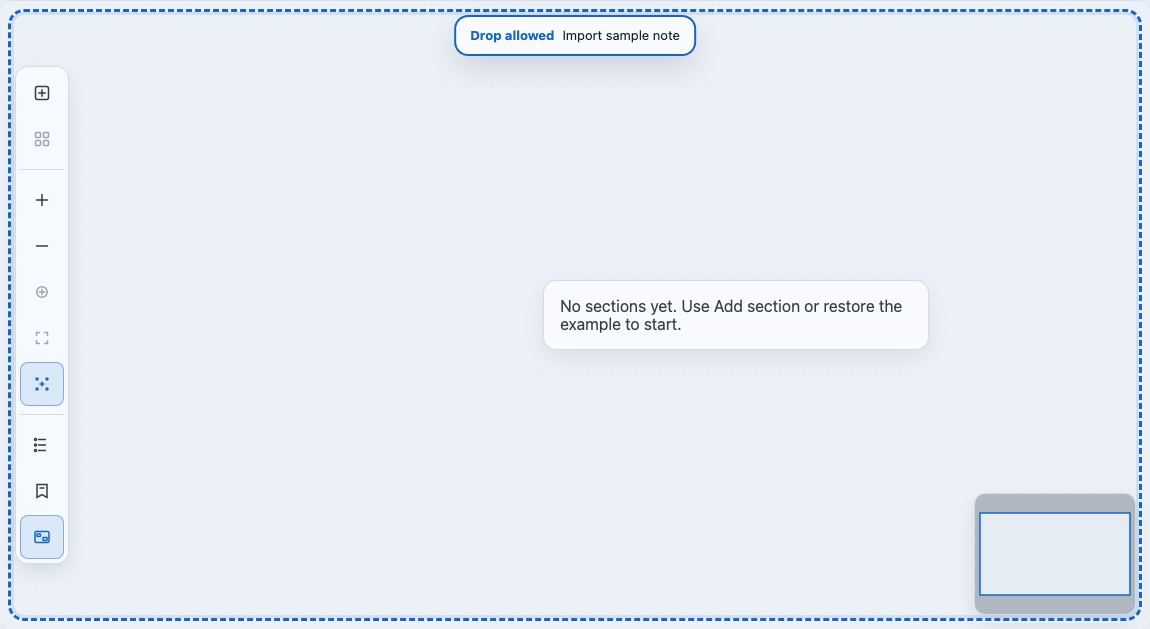 Drop allowed Import sample note
No sections yet. Use Add section or restore the
example to start.